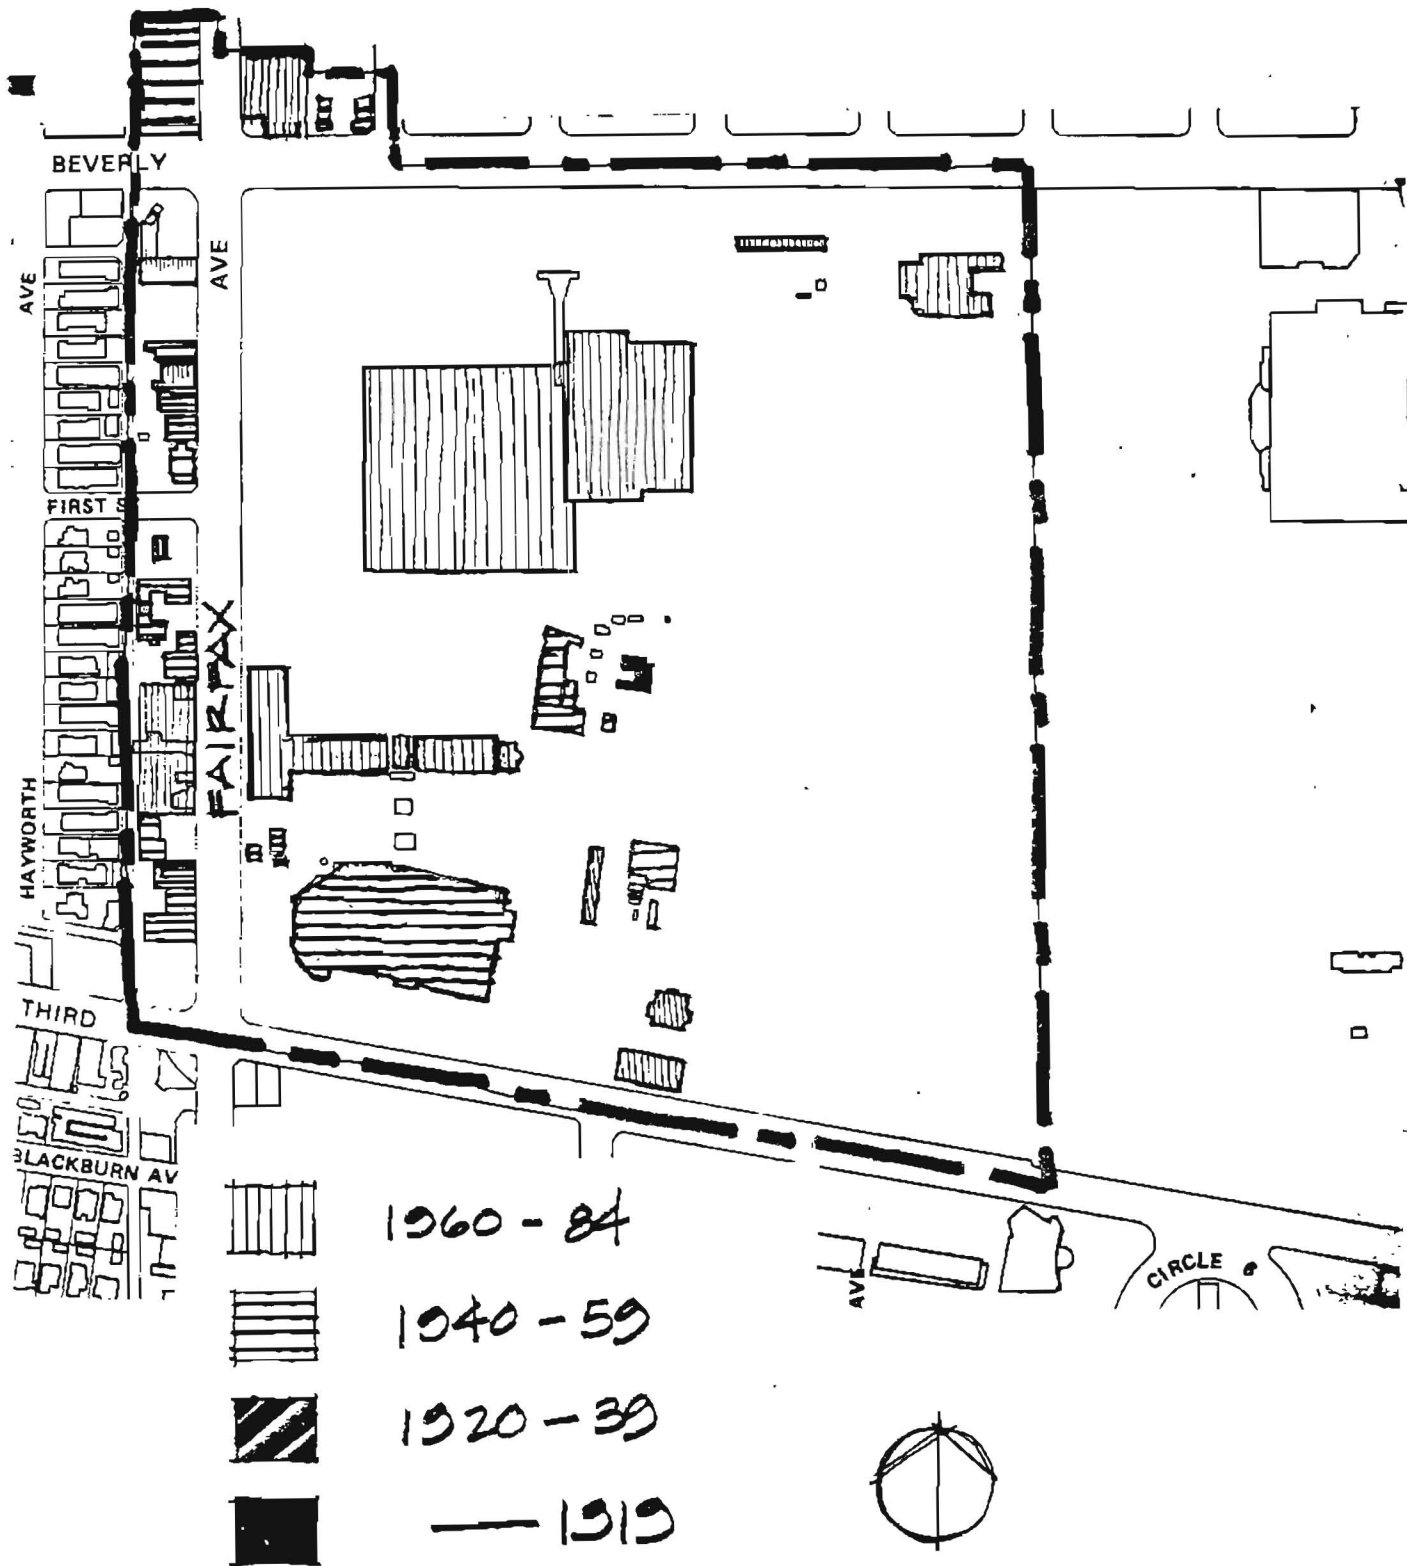 BEVERLY
AVE
AVE
FIRST S
FAIRFAX
HAYWORTH
THIRD
BLACKBURN AV
1960 - 84
1940 - 59
1920 - 39
— 1919
AVE
CIRCLE